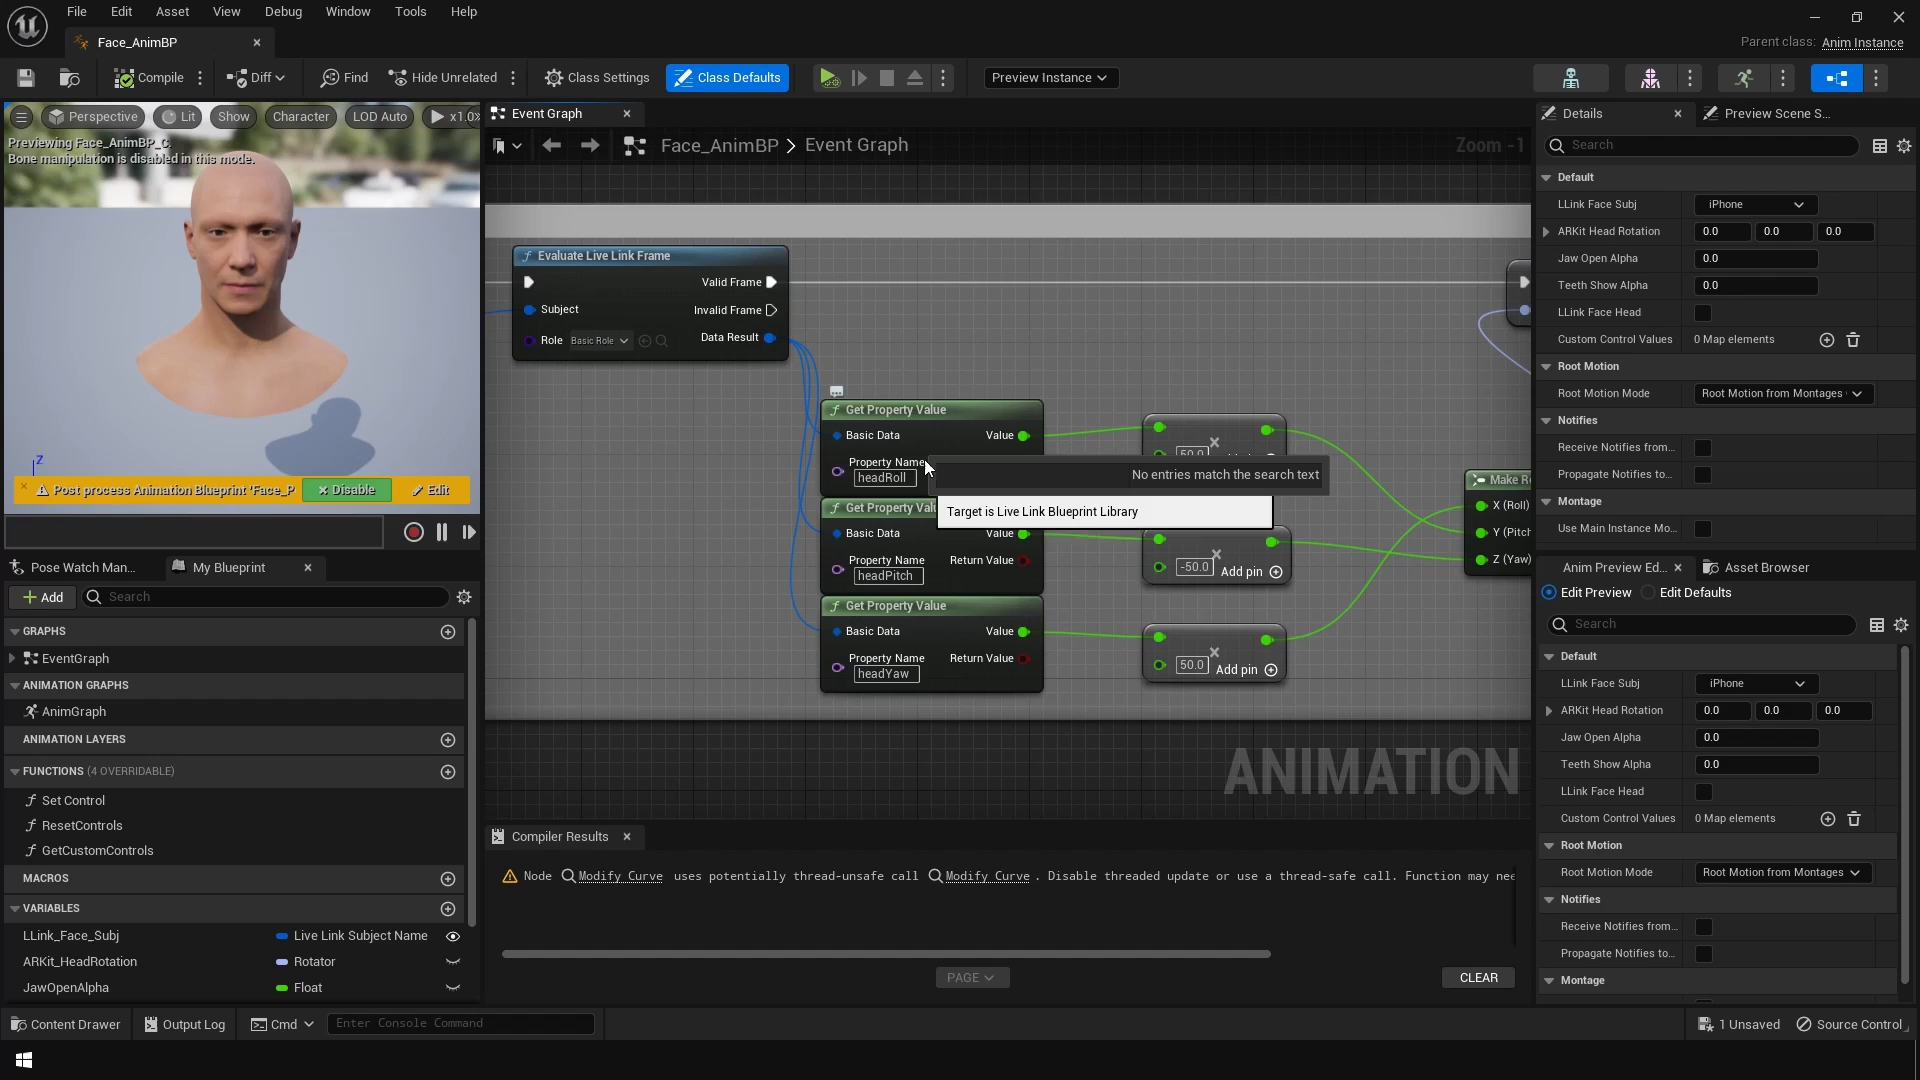 File Edit Asset View Debug Window Tools Help
Face_AnimBP
Parent class: Anim Instance
Compile Diff Find Hide Unrelated Class Settings Class Defaults Preview Instance
Perspective Lit Show Character LOD Auto x1.0
Previewing Face_AnimBP_C.
Bone manipulation is disabled in this mode.
Z
Post process Animation Blueprint 'Face_P Disable Edit
Pose Watch Man... My Blueprint
Add Search
GRAPHS
EventGraph
ANIMATION GRAPHS
AnimGraph
ANIMATION LAYERS
FUNCTIONS (4 OVERRIDABLE)
Set Control
ResetControls
GetCustomControls
MACROS
VARIABLES
LLink_Face_Subj Live Link Subject Name
ARKit_HeadRotation Rotator
JawOpenAlpha Float
Event Graph
Face_AnimBP > Event Graph Zoom -1
Evaluate Live Link Frame
Valid Frame
Subject Invalid Frame
Role Basic Role Data Result
Get Property Value
Basic Data Value
Property Name
headRoll
50.0
No entries match the search text
Target is Live Link Blueprint Library
Get Property Valu
Basic Data Value
Property Name Return Value
headPitch
-50.0 Add pin
Get Property Value
Basic Data Value
Property Name Return Value
headYaw
50.0 Add pin
Make R
X (Roll)
Y (Pitch
Z (Yaw)
ANIMATION
Compiler Results
Node Modify Curve uses potentially thread-unsafe call Modify Curve . Disable threaded update or use a thread-safe call. Function may nee
PAGE CLEAR
Details Preview Scene S...
Search
Default
LLink Face Subj iPhone
ARKit Head Rotation 0.0 0.0 0.0
Jaw Open Alpha 0.0
Teeth Show Alpha 0.0
LLink Face Head
Custom Control Values 0 Map elements
Root Motion
Root Motion Mode Root Motion from Montages
Notifies
Receive Notifies from...
Propagate Notifies to...
Montage
Use Main Instance Mo...
Anim Preview Ed... Asset Browser
Edit Preview Edit Defaults
Search
Default
LLink Face Subj iPhone
ARKit Head Rotation 0.0 0.0 0.0
Jaw Open Alpha 0.0
Teeth Show Alpha 0.0
LLink Face Head
Custom Control Values 0 Map elements
Root Motion
Root Motion Mode Root Motion from Montages
Notifies
Receive Notifies from...
Propagate Notifies to...
Montage
Content Drawer Output Log Cmd Enter Console Command 1 Unsaved Source Control